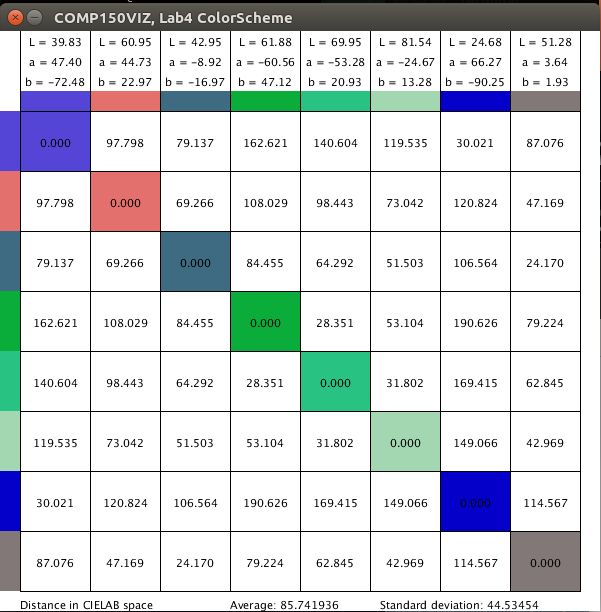 COMP150VIZ, Lab4 ColorScheme
L = 39.83 L = 60.95 L = 42.95 L = 61.88 L = 69.95 L = 81.54 L = 24.68 L = 51.28
a = 47.40 a = 44.73 a = -8.92 a = -60.56 a = -53.28 a = -24.67 a = 66.27 a = 3.64
b = -72.48 b = 22.97 b = -16.97 b = 47.12 b = 20.93 b = 13.28 b = -90.25 b = 1.93
0.000 97.798 79.137 162.621 140.604 119.535 30.021 87.076
97.798 0.000 69.266 108.029 98.443 73.042 120.824 47.169
79.137 69.266 0.000 84.455 64.292 51.503 106.564 24.170
162.621 108.029 84.455 0.000 28.351 53.104 190.626 79.224
140.604 98.443 64.292 28.351 0.000 31.802 169.415 62.845
119.535 73.042 51.503 53.104 31.802 0.000 149.066 42.969
30.021 120.824 106.564 190.626 169.415 149.066 0.000 114.567
87.076 47.169 24.170 79.224 62.845 42.969 114.567 0.000
Distance in CIELAB space Average: 85.741936 Standard deviation: 44.53454